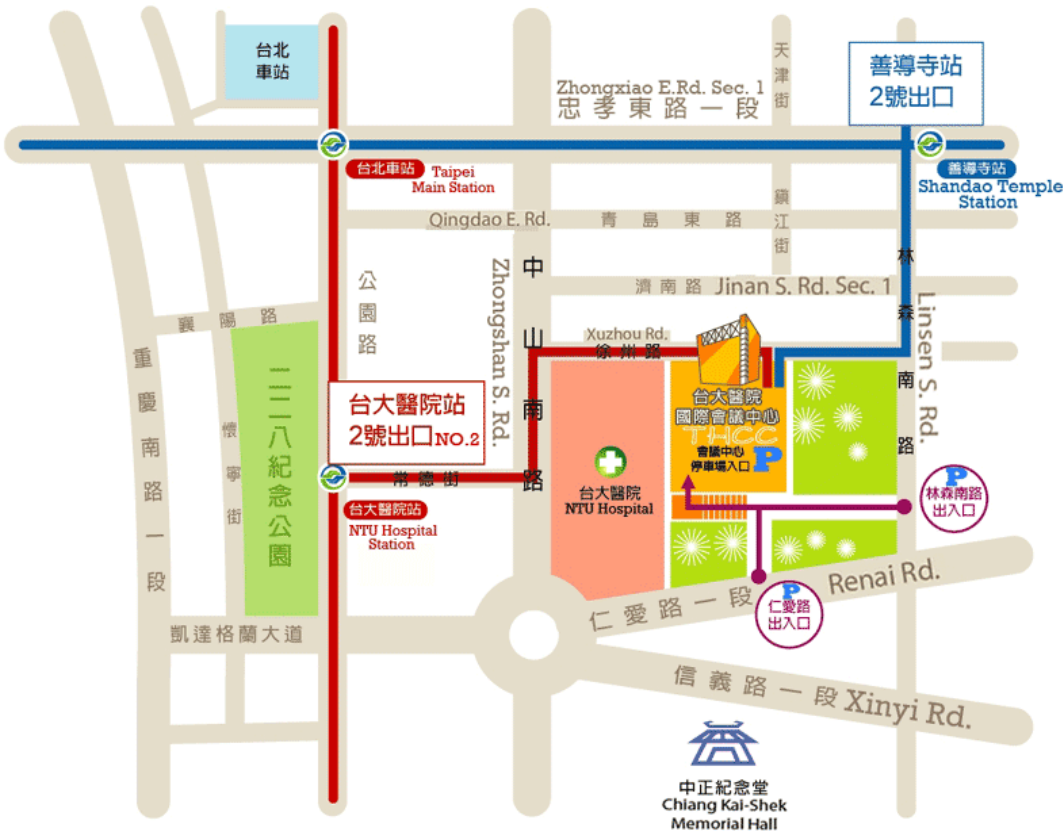 台北
車站
Zhongxiao E.Rd. Sec. 1
忠孝東路一段
天津街
善導寺站
2號出口
台北車站
Taipei
Main Station
善導寺站
Shandao Temple
Station
Qingdao E. Rd.
青島東路
鎮江街
林森南路
Linsen S. Rd.
濟南路
Jinan S. Rd. Sec. 1
公園路
中山南路
Zhongshan S. Rd.
襄陽路
Xuzhou Rd.
徐州路
重慶南路一段
懷寧街
二二八紀念公園
台大醫院站
2號出口NO.2
常德街
台大醫院站
NTU Hospital
Station
台大醫院
國際會議中心
THCC
會議中心
停車場入口
P
台大醫院
NTU Hospital
P
林森南路
出入口
P
仁愛路
出入口
仁愛路一段
Renai Rd.
凱達格蘭大道
信義路一段
Xinyi Rd.
中正紀念堂
Chiang Kai-Shek
Memorial Hall